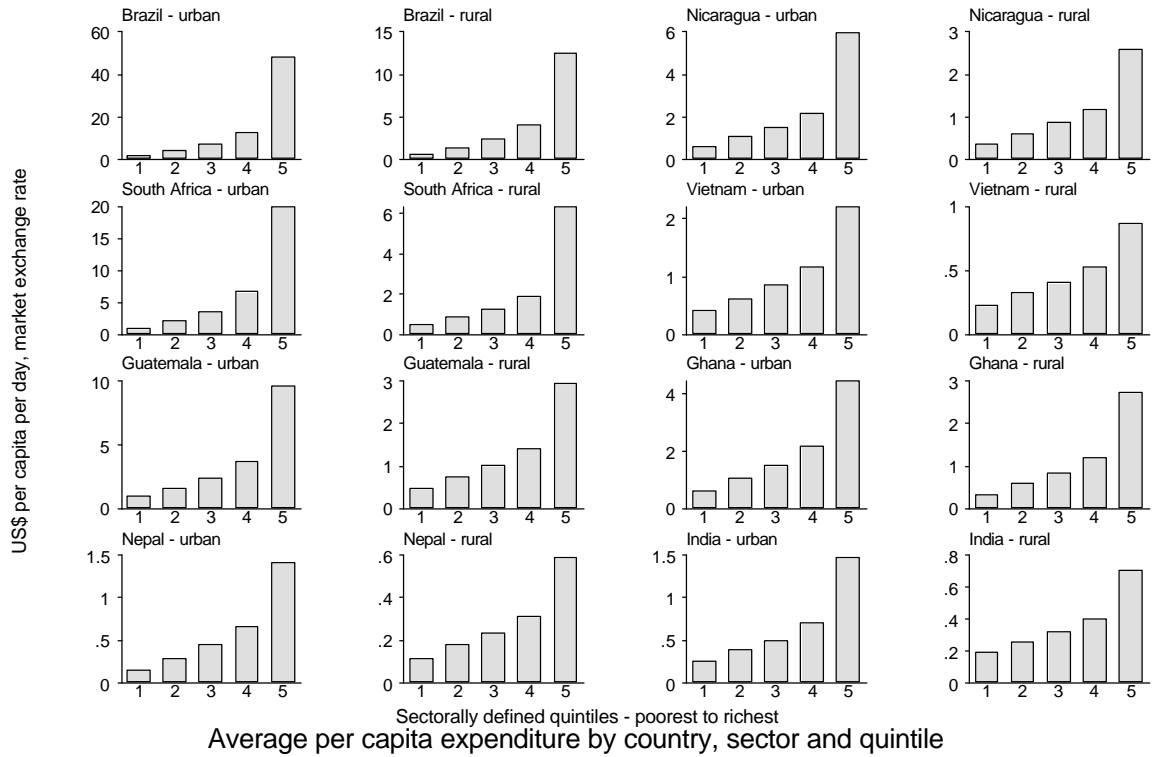 Brazil - urban
60
40
20
0
1 2 3 4 5
Brazil - rural
15
10
5
0
1 2 3 4 5
Nicaragua - urban
6
4
2
0
1 2 3 4 5
Nicaragua - rural
3
2
1
0
1 2 3 4 5
South Africa - urban
20
15
10
5
0
1 2 3 4 5
South Africa - rural
6
4
2
0
1 2 3 4 5
Vietnam - urban
2
1
0
1 2 3 4 5
Vietnam - rural
1
.5
0
1 2 3 4 5
Guatemala - urban
10
5
0
1 2 3 4 5
Guatemala - rural
3
2
1
0
1 2 3 4 5
Ghana - urban
4
2
0
1 2 3 4 5
Ghana - rural
3
2
1
0
1 2 3 4 5
Nepal - urban
1.5
1
.5
0
1 2 3 4 5
Nepal - rural
.6
.4
.2
0
1 2 3 4 5
India - urban
1.5
1
.5
0
1 2 3 4 5
India - rural
.8
.6
.4
.2
0
1 2 3 4 5
US$ per capita per day, market exchange rate
Sectorally defined quintiles - poorest to richest
Average per capita expenditure by country, sector and quintile